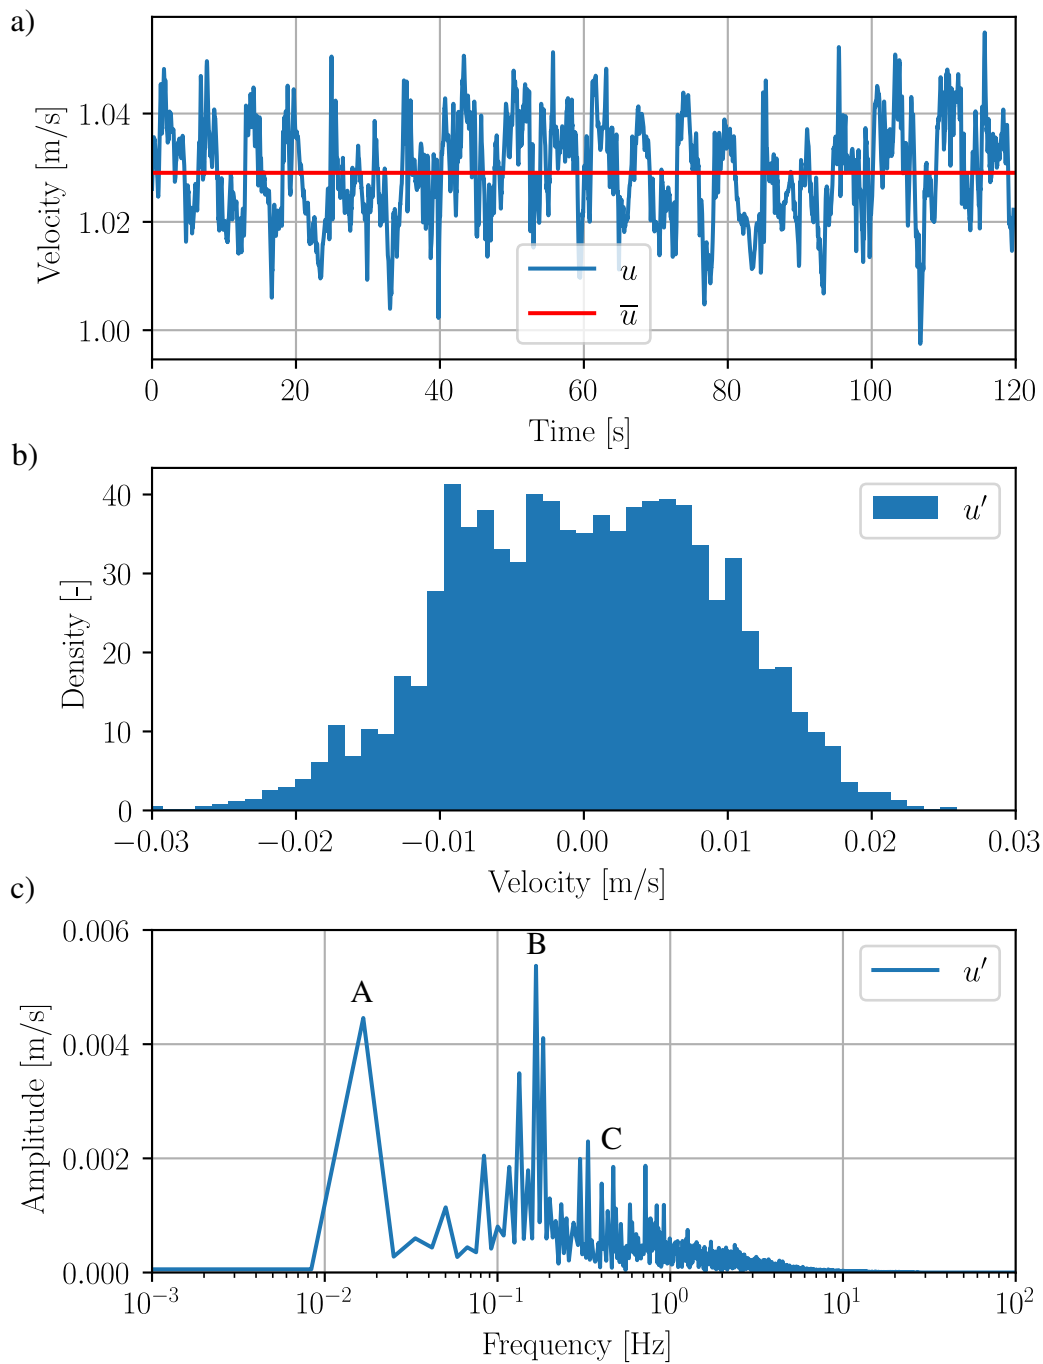 a)
Velocity [m/s]
1.04
1.02
1.00
u
u̅
0 20 40 60 80 100 120
Time [s]
b)
Density [-]
40
30
20
10
0
u′
−0.03 −0.02 −0.01 0.00 0.01 0.02 0.03
Velocity [m/s]
c)
Amplitude [m/s]
0.006
0.004
0.002
0.000
A
B
C
u′
10⁻³ 10⁻² 10⁻¹ 10⁰ 10¹ 10²
Frequency [Hz]